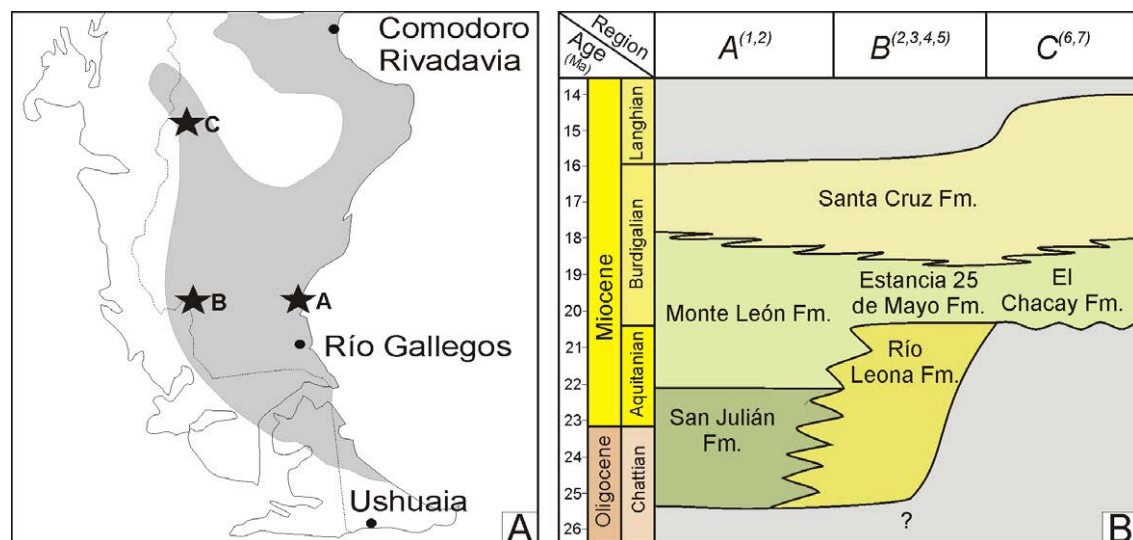 Comodoro
Rivadavia
C
B
A
Río Gallegos
Ushuaia
A
Region
Age
(Ma)
A(1,2)
B(2,3,4,5)
C(6,7)
14
15
16
17
18
19
20
21
22
23
24
25
26
Miocene
Oligocene
Langhian
Burdigalian
Aquitanian
Chattian
Santa Cruz Fm.
Monte León Fm.
Estancia 25
de Mayo Fm.
El
Chacay Fm.
Río
Leona Fm.
San Julián
Fm.
?
B